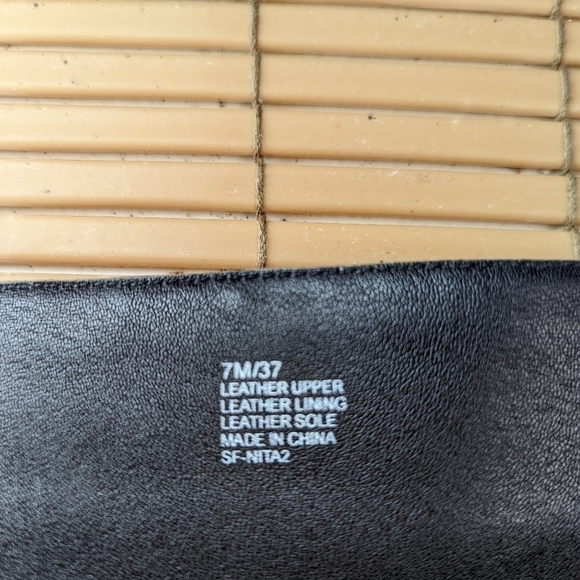 7M/37
LEATHER UPPER
LEATHER LINING
LEATHER SOLE
MADE IN CHINA
SF-NITA2